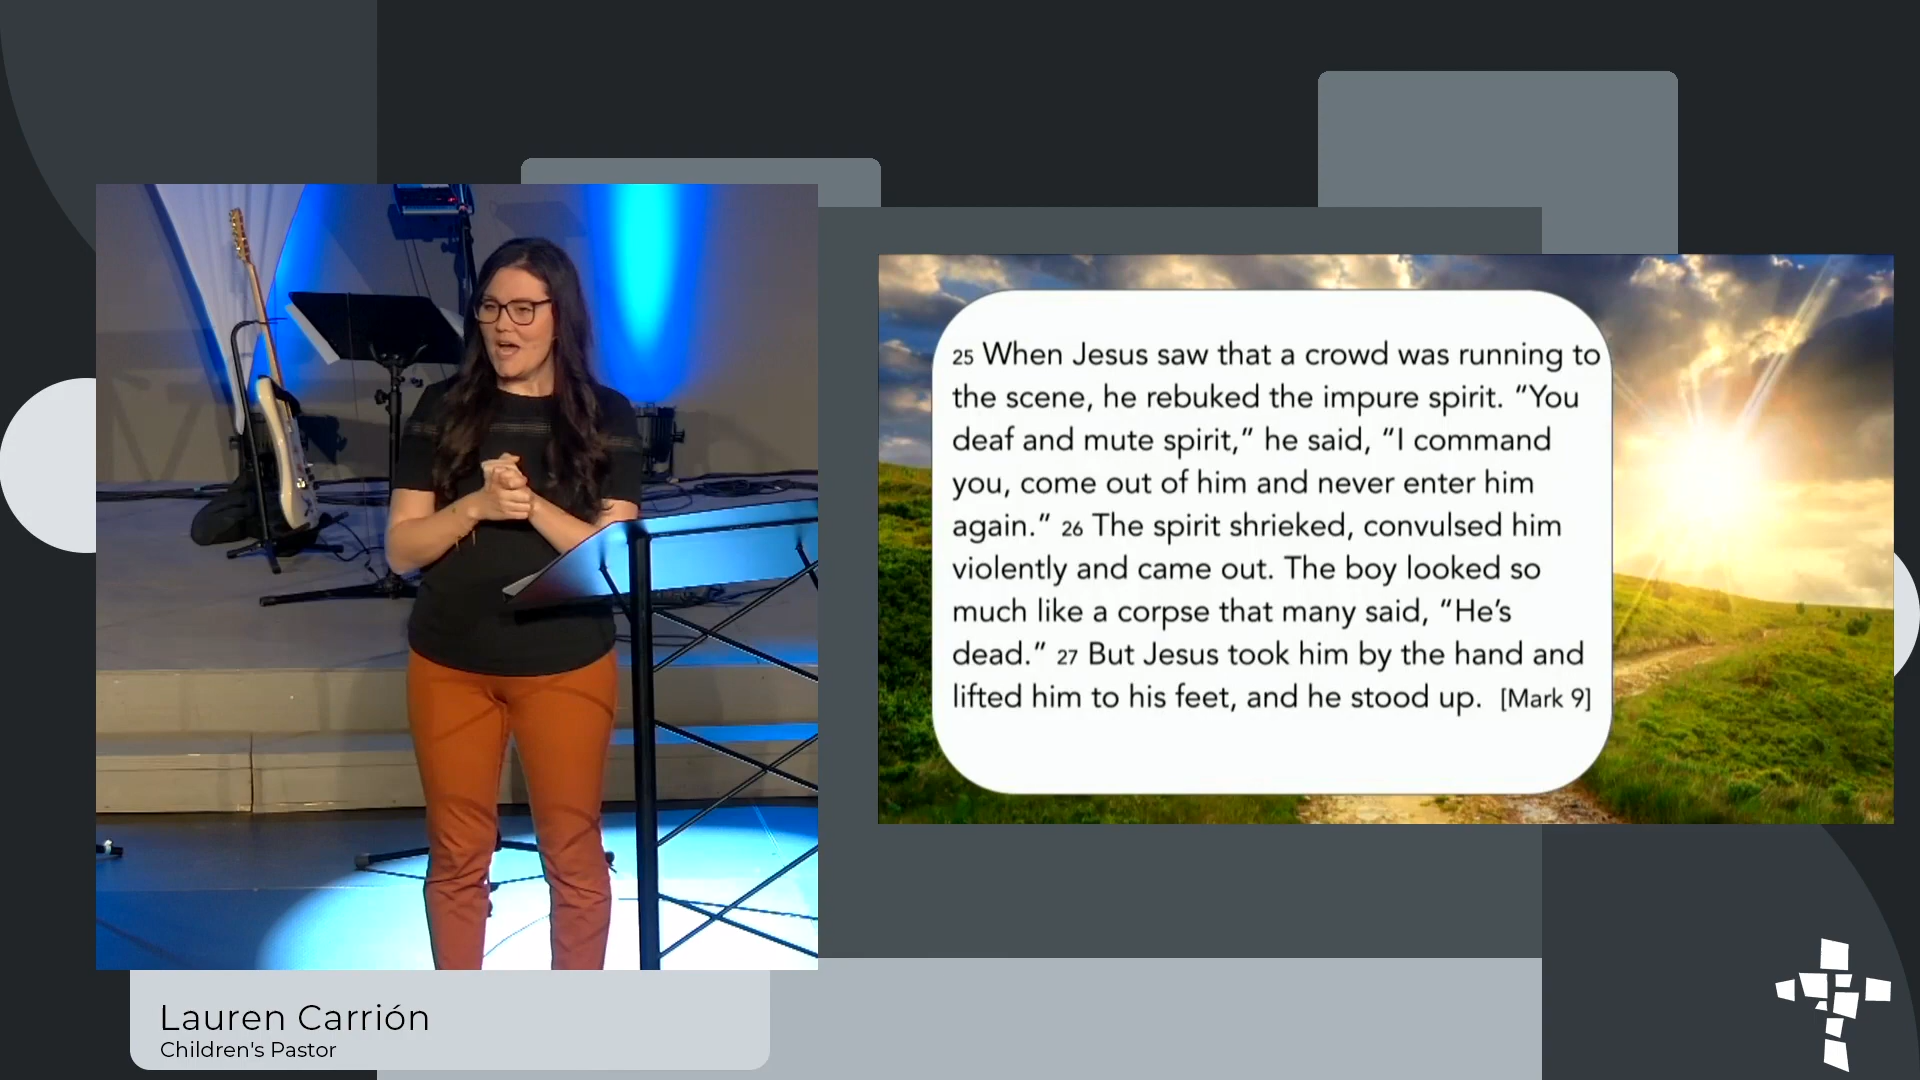 25 When Jesus saw that a crowd was running to
the scene, he rebuked the impure spirit. “You
deaf and mute spirit,” he said, “I command
you, come out of him and never enter him
again.” 26 The spirit shrieked, convulsed him
violently and came out. The boy looked so
much like a corpse that many said, “He’s
dead.” 27 But Jesus took him by the hand and
lifted him to his feet, and he stood up. [Mark 9]
Lauren Carrión
Children's Pastor